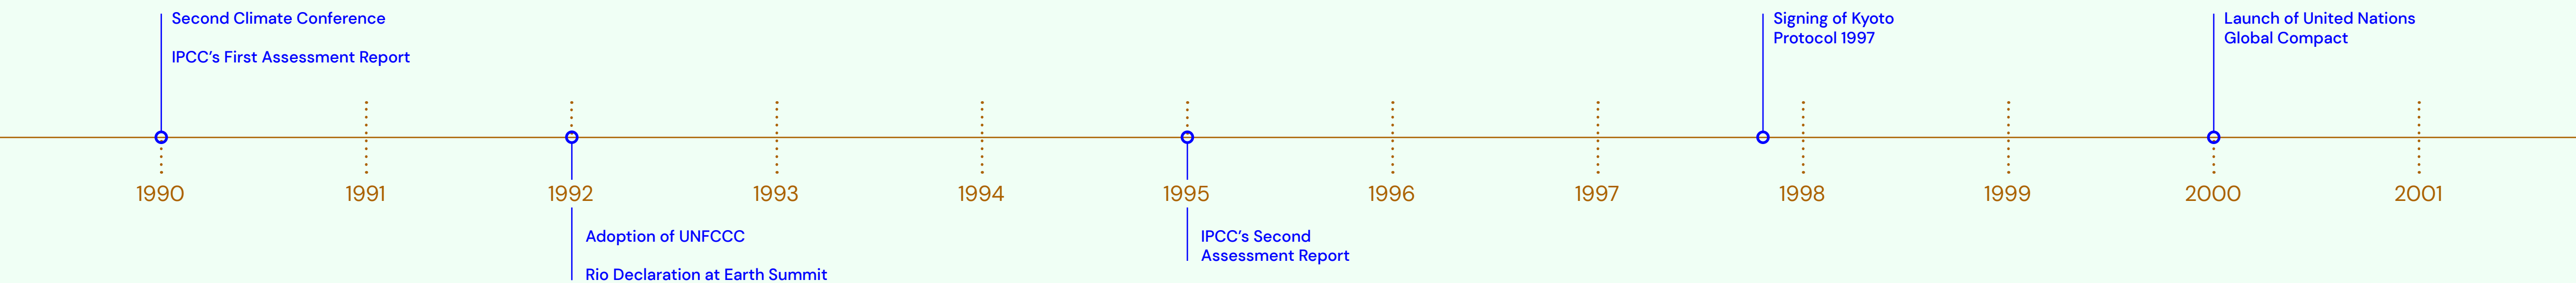 Second Climate Conference
IPCC’s First Assessment Report
Signing of Kyoto
Protocol 1997
Launch of United Nations
Global Compact
1990
1991
1992
1993
1994
1995
1996
1997
1998
1999
2000
2001
Adoption of UNFCCC
Rio Declaration at Earth Summit
IPCC’s Second
Assessment Report